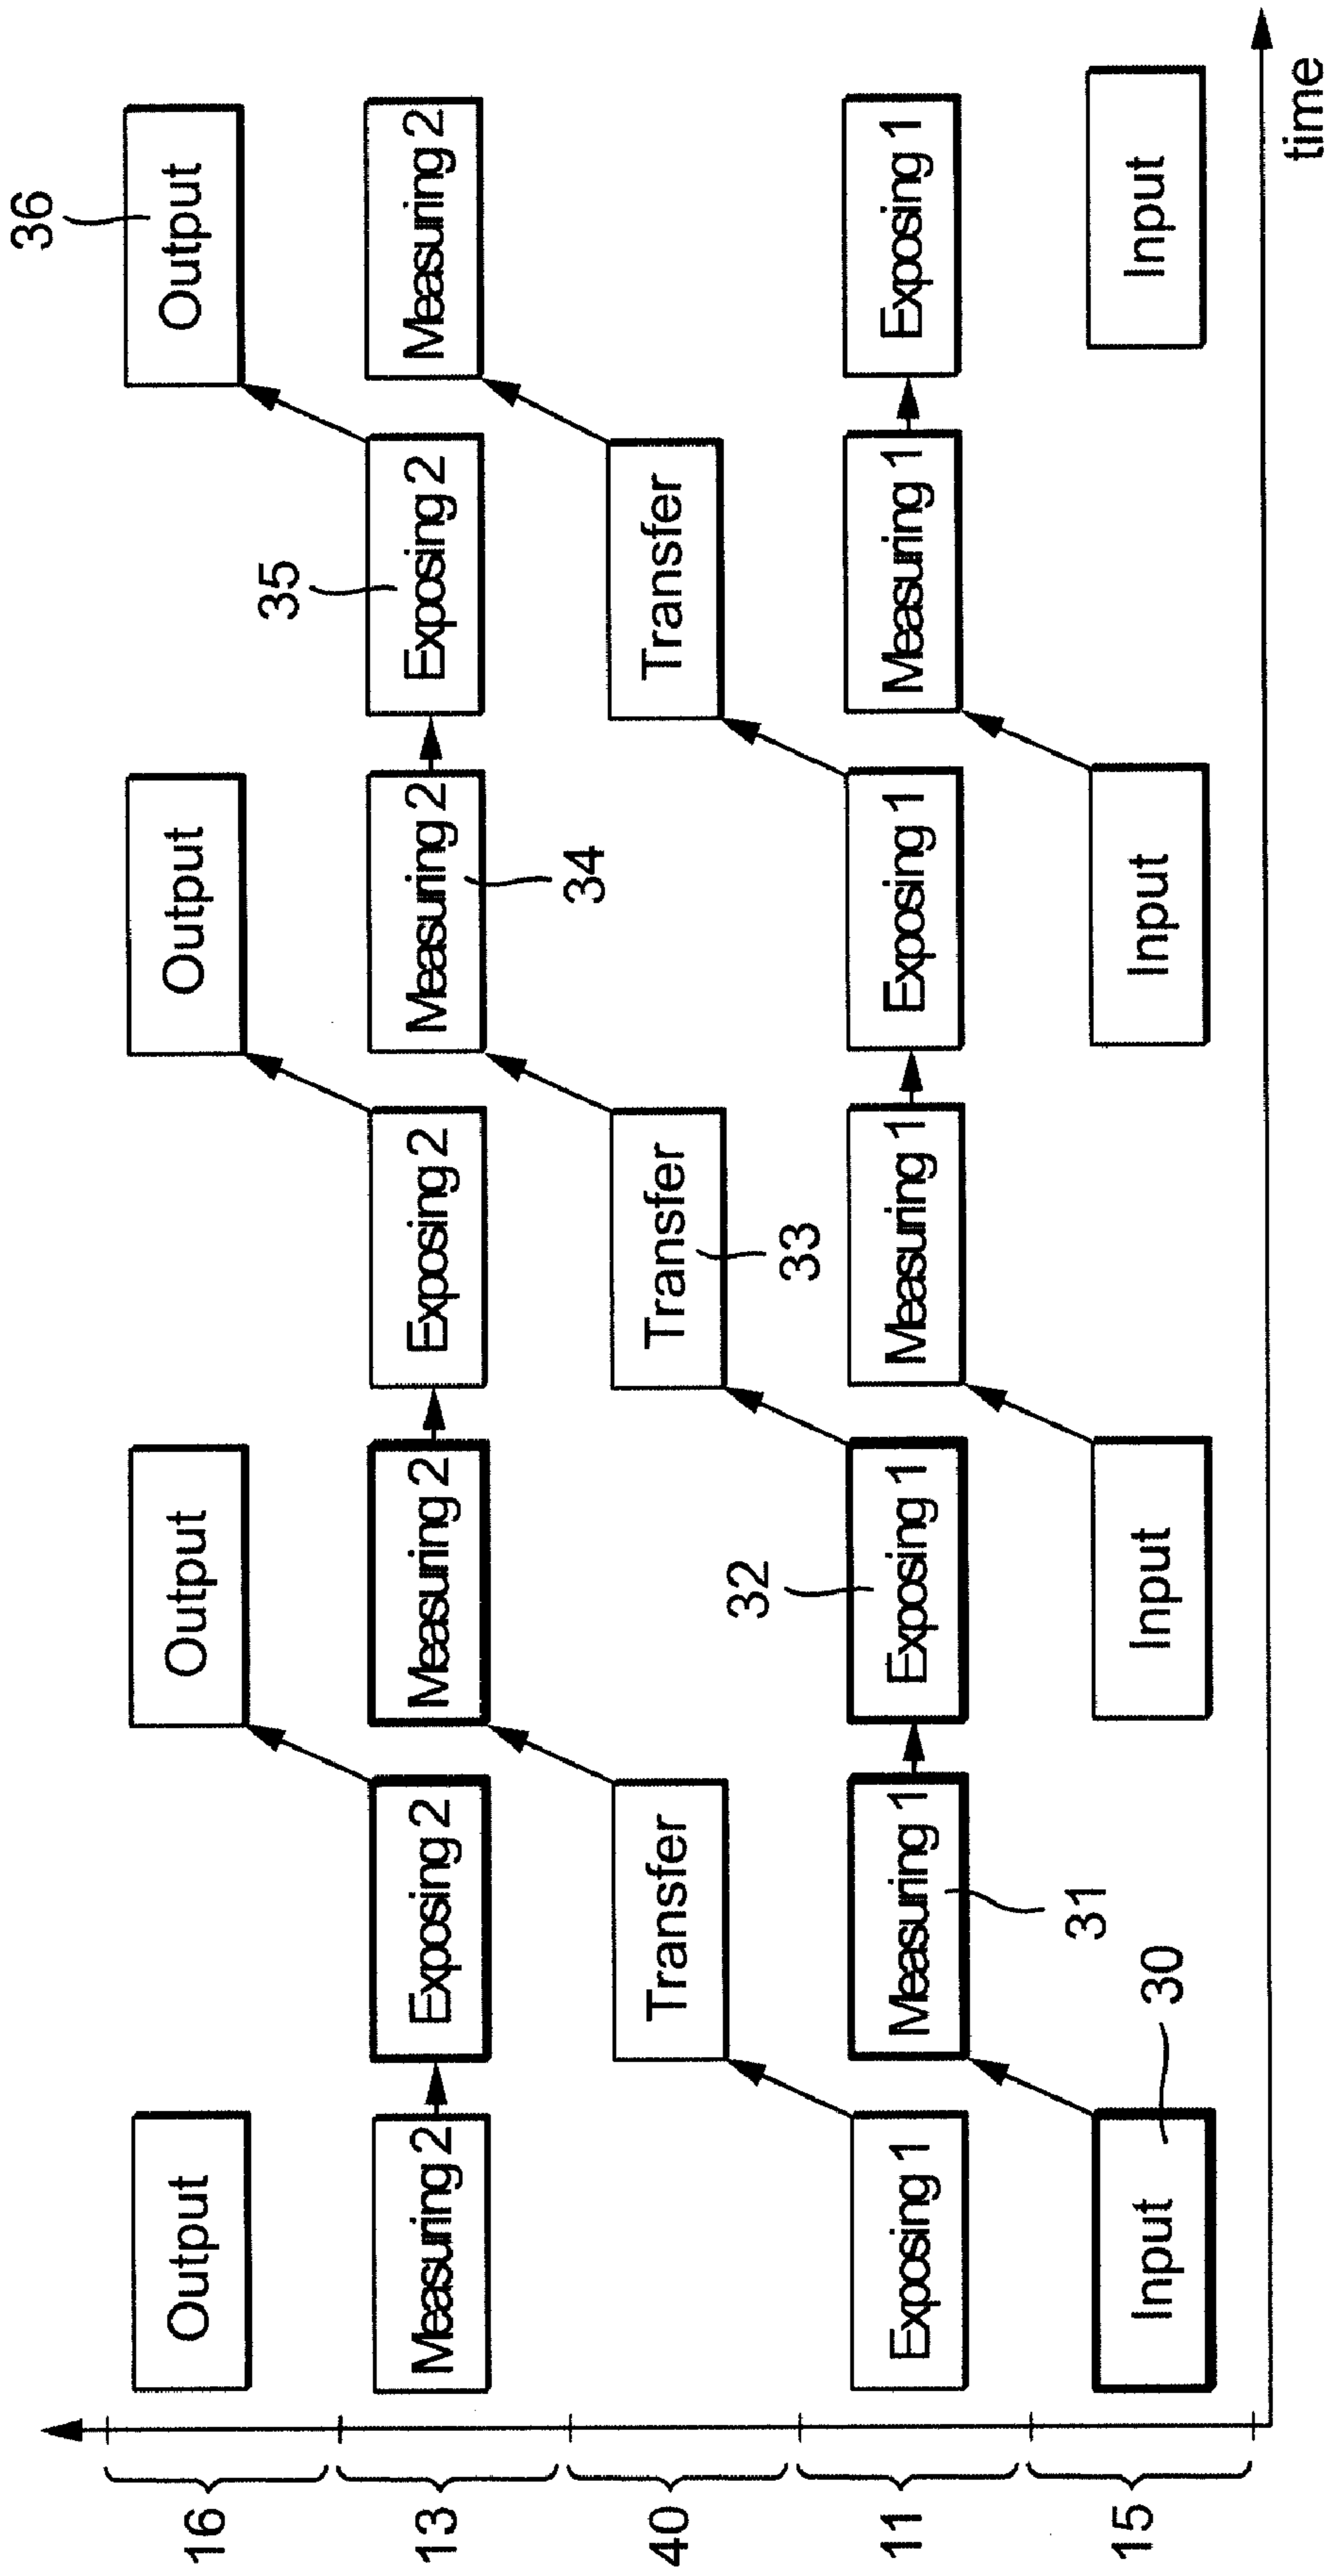 16
Output
Output
Output
Output
36
13
Measuring 2
Exposing 2
Measuring 2
Exposing 2
Measuring 2
34
Exposing 2
35
Measuring 2
40
Transfer
Transfer
33
Transfer
11
Exposing 1
Measuring 1
31
Exposing 1
32
Measuring 1
Exposing 1
Measuring 1
Exposing 1
15
Input
30
Input
Input
Input
time